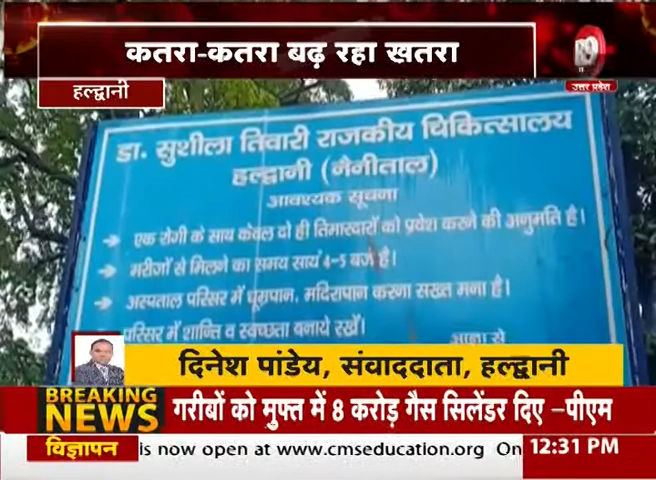 कतरा-कतरा बढ़ रहा खतरा
हल्द्वानी
उत्तर प्रदेश
डा. सुशीला तिवारी राजकीय चिकित्सालय
हल्द्वानी (नैनीताल)
आवश्यक सूचना
एक रोगी के साथ केवल दो ही तिमारदारों को प्रवेश करने की अनुमति है।
मरीजों से मिलने का समय सायं 4-5 बजे है।
अस्पताल परिसर में धूम्रपान, मदिरापान करना सख्त मना है।
परिसर में शान्ति व स्वच्छता बनाये रखें।
आज्ञा से
दिनेश पांडेय, संवाददाता, हल्द्वानी
BREAKING NEWS
गरीबों को मुफ्त में 8 करोड़ गैस सिलेंडर दिए –पीएम
विज्ञापन
is now open at www.cmseducation.org On
12:31 PM